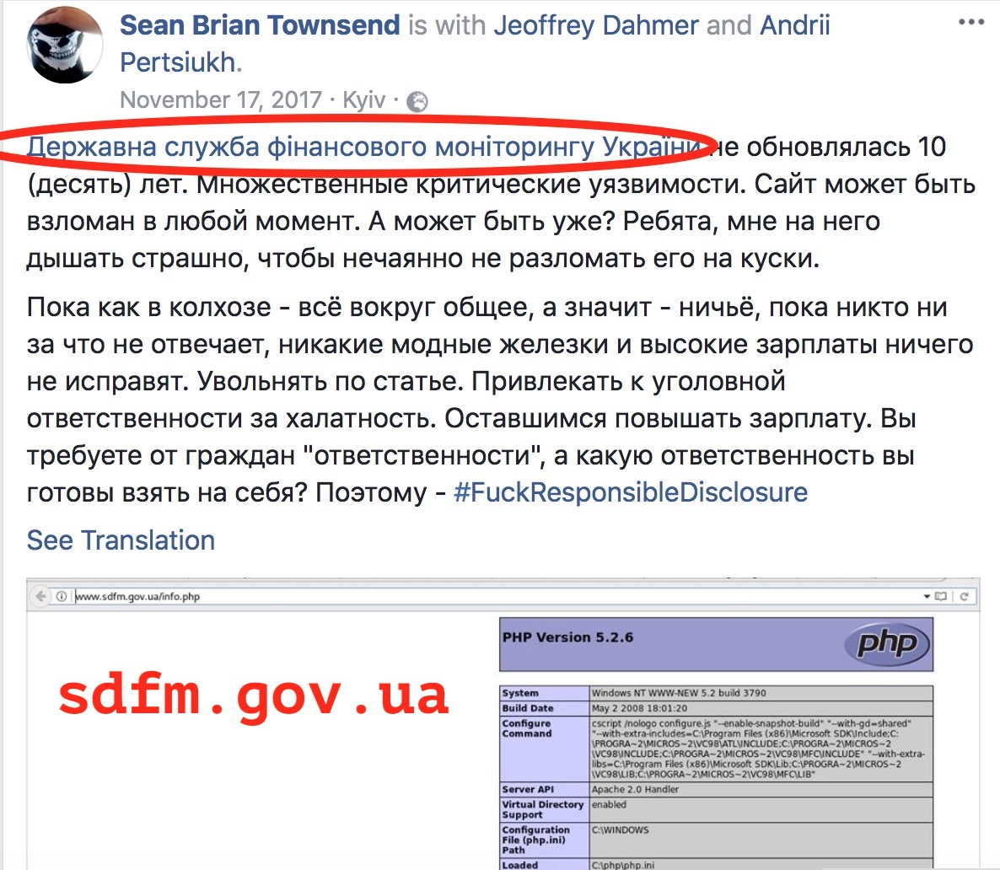 Sean Brian Townsend is with Jeoffrey Dahmer and Andrii
Pertsiukh.
November 17, 2017 · Kyiv ·
Державна служба фінансового моніторингу України не обновлялась 10
(десять) лет. Множественные критические уязвимости. Сайт может быть
взломан в любой момент. А может быть уже? Ребята, мне на него
дышать страшно, чтобы нечаянно не разломать его на куски.
Пока как в колхозе - всё вокруг общее, а значит - ничьё, пока никто ни
за что не отвечает, никакие модные железки и высокие зарплаты ничего
не исправят. Увольнять по статье. Привлекать к уголовной
ответственности за халатность. Оставшимся повышать зарплату. Вы
требуете от граждан "ответственности", а какую ответственность вы
готовы взять на себя? Поэтому - #FuckResponsibleDisclosure
See Translation
www.sdfm.gov.ua/info.php
sdfm.gov.ua
PHP Version 5.2.6
php
System Windows NT WWW-NEW 5.2 build 3790
Build Date May 2 2008 18:01:20
Configure Command cscript /nologo configure.js "--enable-snapshot-build" "--with-gd=shared"
"--with-extra-includes=C:\Program Files (x86)\Microsoft SDK\Include;C:
\PROGRA~2\MICROS~2\VC98\ATL\INCLUDE;C:\PROGRA~2\MICROS~2
\VC98\INCLUDE;C:\PROGRA~2\MICROS~2\VC98\MFC\INCLUDE" "--with-extra-
libs=C:\Program Files (x86)\Microsoft SDK\Lib;C:\PROGRA~2\MICROS~2
\VC98\LIB;C:\PROGRA~2\MICROS~2\VC98\MFC\LIB"
Server API Apache 2.0 Handler
Virtual Directory Support enabled
Configuration File (php.ini) Path C:\WINDOWS
Loaded C:\php\php.ini